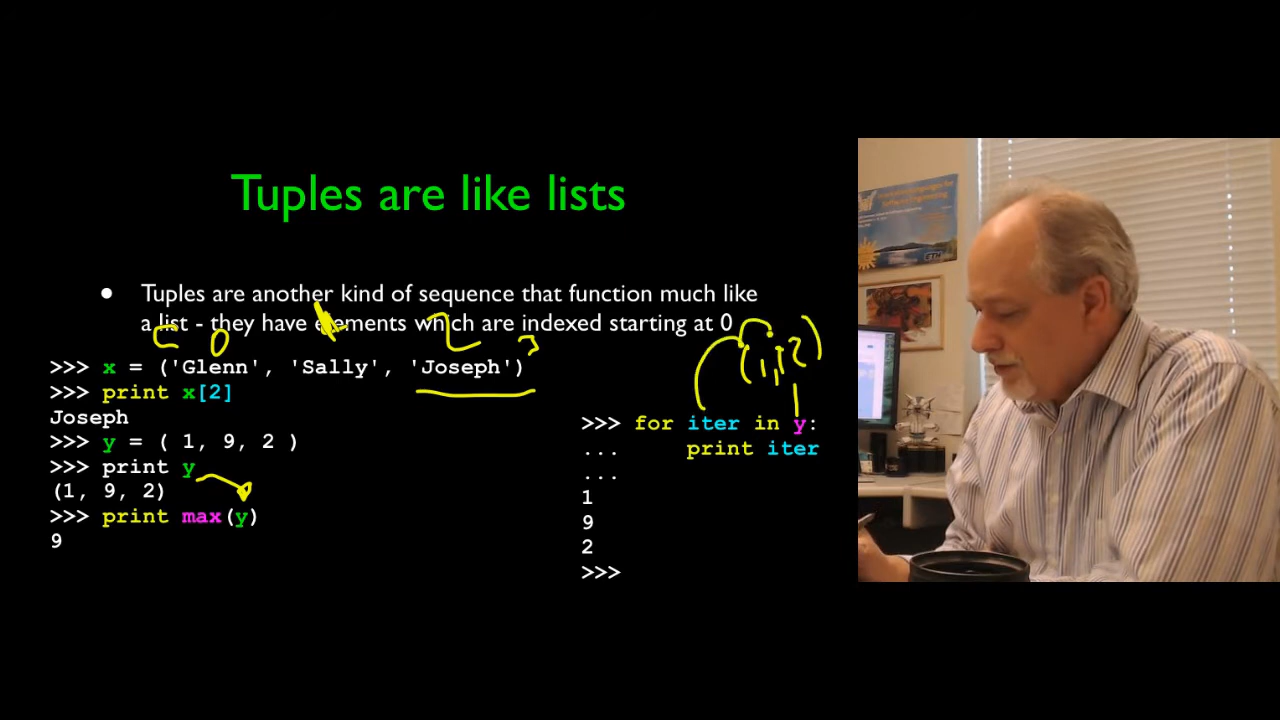 Tuples are like lists
● Tuples are another kind of sequence that function much like
a list - they have elements which are indexed starting at 0
0 2
>>> x = ('Glenn', 'Sally', 'Joseph')
>>> print x[2]
Joseph
>>> y = ( 1, 9, 2 )
>>> print y
(1, 9, 2)
>>> print max(y)
9
>>> for iter in y:
... print iter
...
1
9
2
>>>